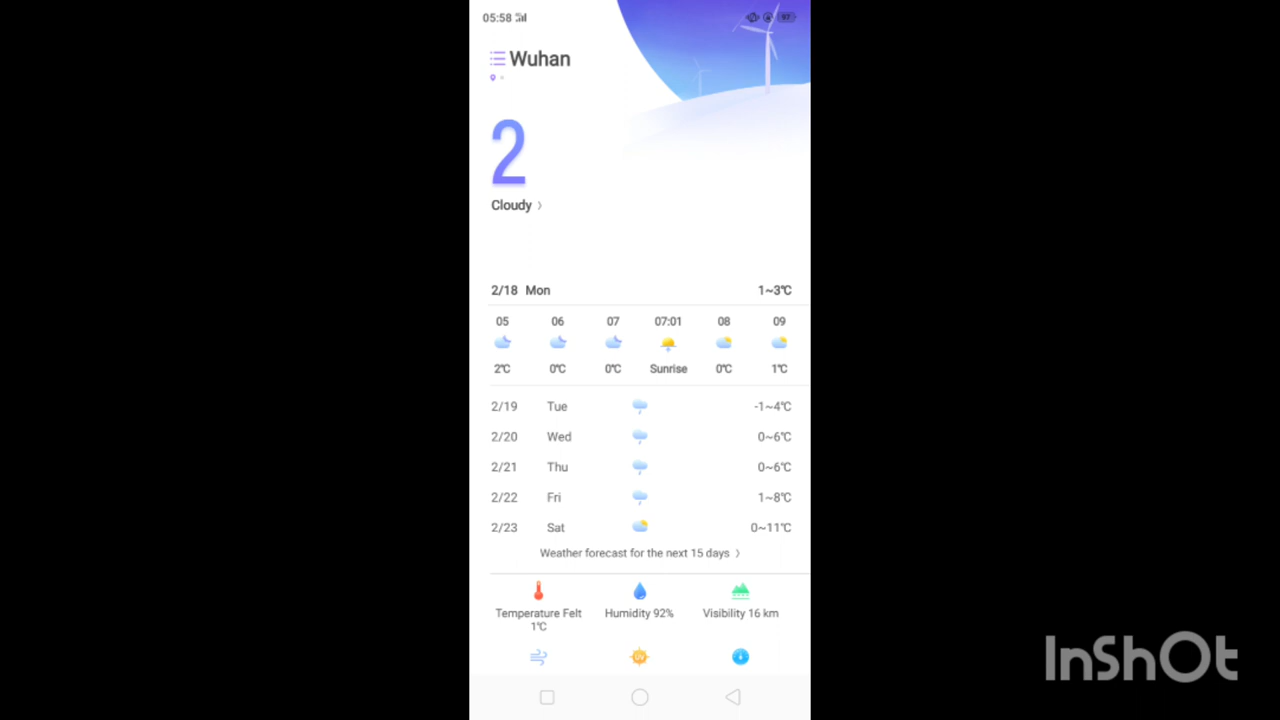 05:58
97
Wuhan
2
Cloudy
2/18 Mon 1~3℃
05 06 07 07:01 08 09
2℃ 0℃ 0℃ Sunrise 0℃ 1℃
2/19 Tue -1~4℃
2/20 Wed 0~6℃
2/21 Thu 0~6℃
2/22 Fri 1~8℃
2/23 Sat 0~11℃
Weather forecast for the next 15 days
Temperature Felt Humidity 92% Visibility 16 km
1℃
UV
InShOt